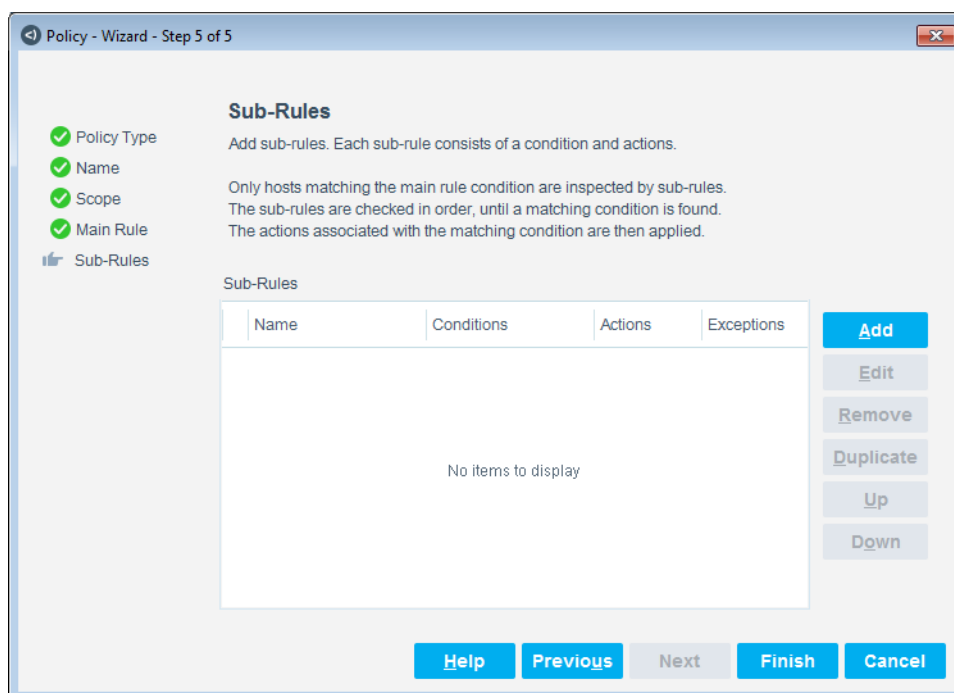 Policy - Wizard - Step 5 of 5
Policy Type
Name
Scope
Main Rule
Sub-Rules
Sub-Rules
Add sub-rules. Each sub-rule consists of a condition and actions.
Only hosts matching the main rule condition are inspected by sub-rules.
The sub-rules are checked in order, until a matching condition is found.
The actions associated with the matching condition are then applied.
Sub-Rules
Name Conditions Actions Exceptions
No items to display
Add
Edit
Remove
Duplicate
Up
Down
Help Previous Next Finish Cancel